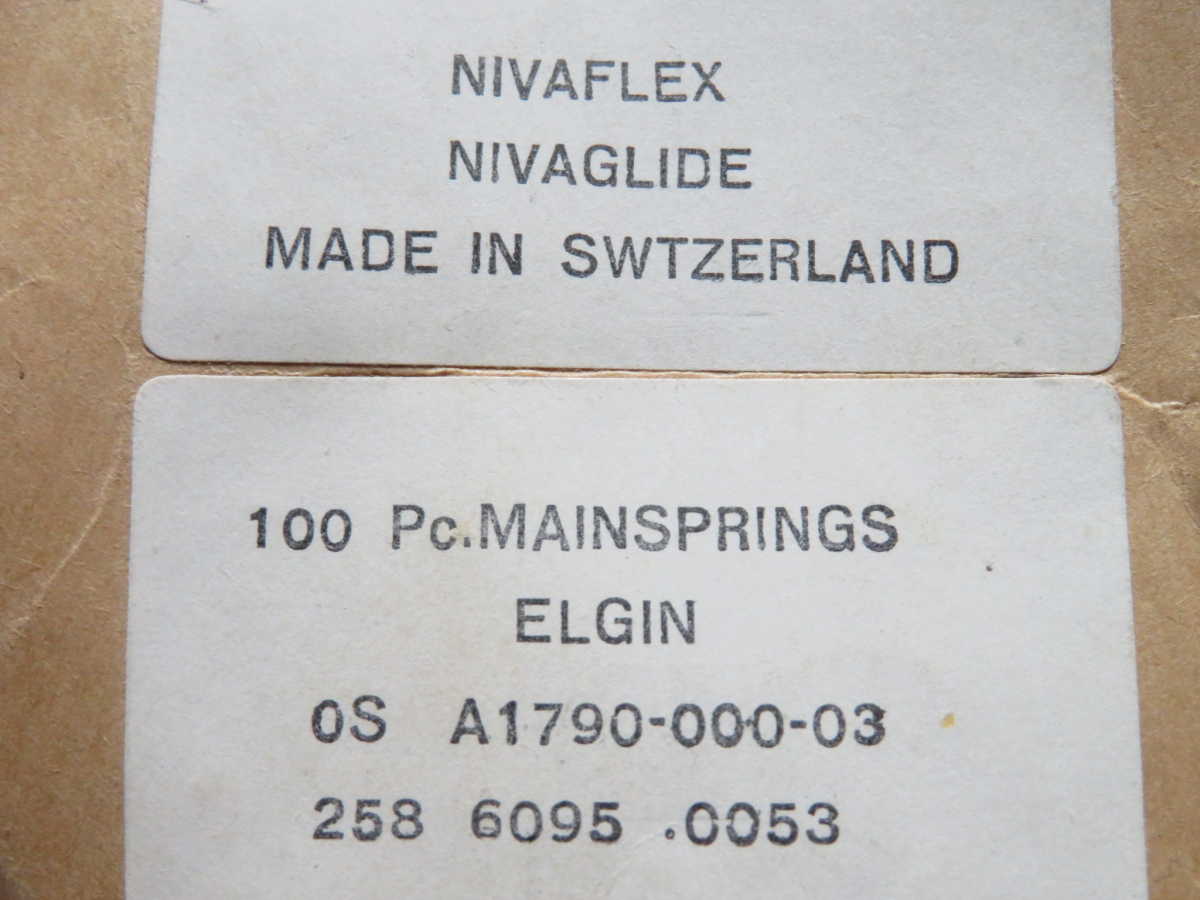 NIVAFLEX
NIVAGLIDE
MADE IN SWTZERLAND
100 Pc.MAINSPRINGS
ELGIN
0S A1790-000-03
258 6095 .0053